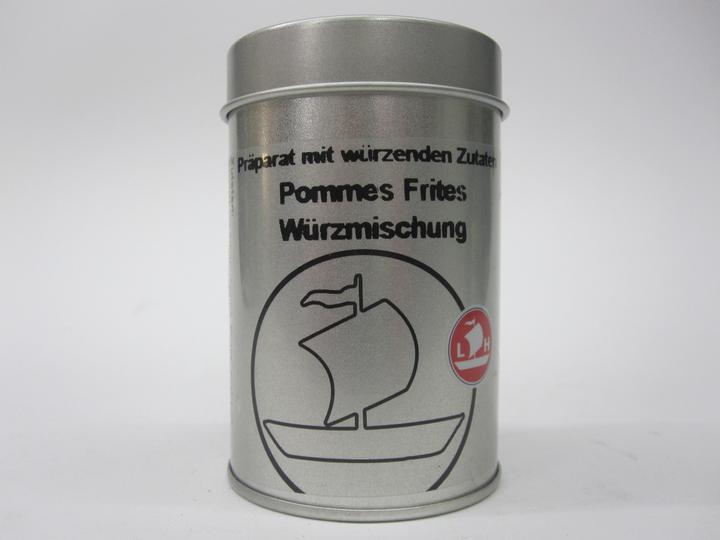 Präparat mit würzenden Zutaten
Pommes Frites
Würzmischung
L H